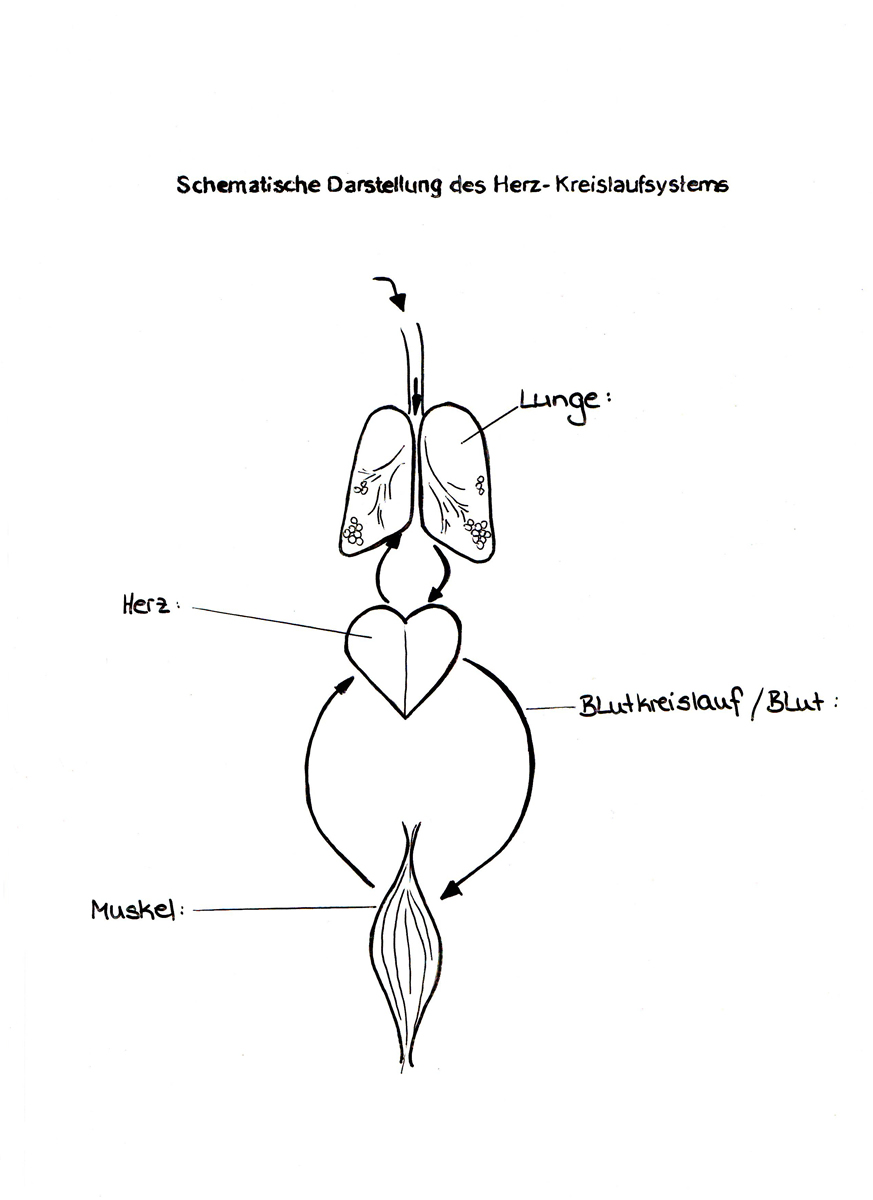 Schematische Darstellung des Herz-Kreislaufsystems
Lunge:
Herz:
Blutkreislauf/Blut:
Muskel: